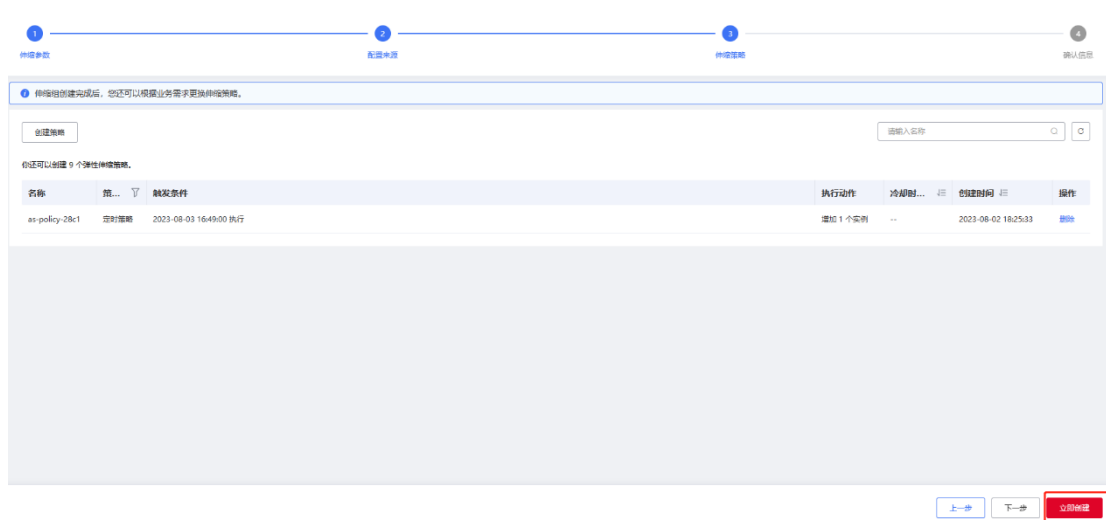 1 2 3 4
伸缩参数 配置来源 伸缩策略 确认信息
伸缩组创建完成后，您还可以根据业务需求更换伸缩策略。
创建策略 请输入名称
你还可以创建 9 个弹性伸缩策略。
名称 策... 触发条件 执行动作 冷却时... 创建时间 操作
as-policy-28c1 定时策略 2023-08-03 16:49:00 执行 增加 1 个实例 -- 2023-08-02 18:25:33 删除
上一步 下一步 立即创建